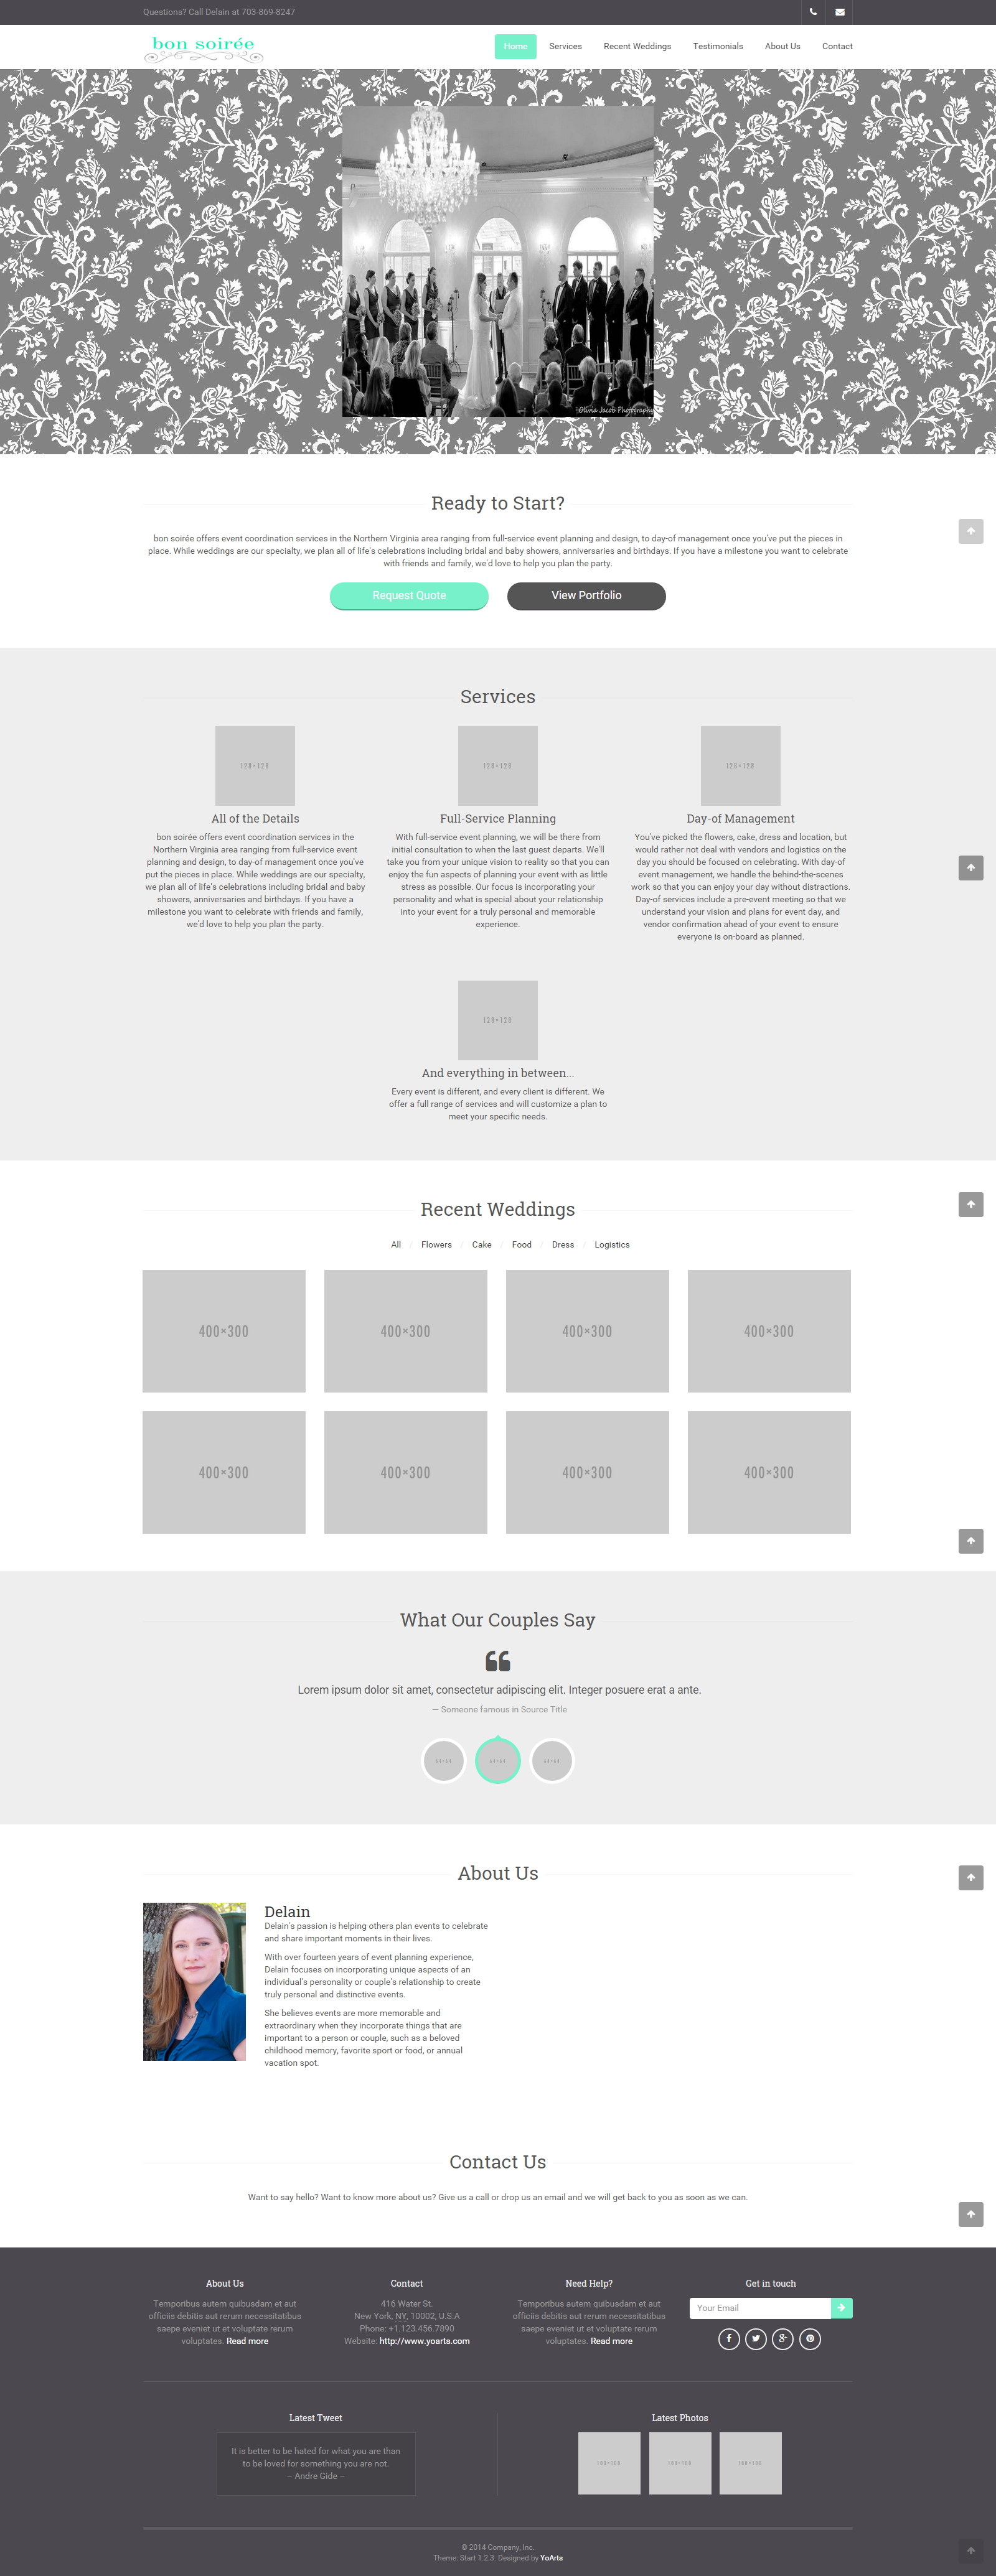 Questions? Call Delain at 703-869-8247
bon soirée
Home Services Recent Weddings Testimonials About Us Contact
Olivia Jacob Photography
Ready to Start?
bon soirée offers event coordination services in the Northern Virginia area ranging from full-service event planning and design, to day-of management once you've put the pieces in
place. While weddings are our specialty, we plan all of life's celebrations including bridal and baby showers, anniversaries and birthdays. If you have a milestone you want to celebrate
with friends and family, we'd love to help you plan the party.
Request Quote View Portfolio
Services
128×128
All of the Details
bon soirée offers event coordination services in the
Northern Virginia area ranging from full-service event
planning and design, to day-of management once you've
put the pieces in place. While weddings are our specialty,
we plan all of life's celebrations including bridal and baby
showers, anniversaries and birthdays. If you have a
milestone you want to celebrate with friends and family,
we'd love to help you plan the party.
128×128
Full-Service Planning
With full-service event planning, we will be there from
initial consultation to when the last guest departs. We'll
take you from your unique vision to reality so that you can
enjoy the fun aspects of planning your event with as little
stress as possible. Our focus is incorporating your
personality and what is special about your relationship
into your event for a truly personal and memorable
experience.
128×128
Day-of Management
You've picked the flowers, cake, dress and location, but
would rather not deal with vendors and logistics on the
day you should be focused on celebrating. With day-of
event management, we handle the behind-the-scenes
work so that you can enjoy your day without distractions.
Day-of services include a pre-event meeting so that we
understand your vision and plans for event day, and
vendor confirmation ahead of your event to ensure
everyone is on-board as planned.
128×128
And everything in between...
Every event is different, and every client is different. We
offer a full range of services and will customize a plan to
meet your specific needs.
Recent Weddings
All / Flowers / Cake / Food / Dress / Logistics
400×300 400×300 400×300 400×300
400×300 400×300 400×300 400×300
What Our Couples Say
Lorem ipsum dolor sit amet, consectetur adipiscing elit. Integer posuere erat a ante.
— Someone famous in Source Title
64×64 64×64 64×64
About Us
Delain
Delain's passion is helping others plan events to celebrate
and share important moments in their lives.
With over fourteen years of event planning experience,
Delain focuses on incorporating unique aspects of an
individual's personality or couple's relationship to create
truly personal and distinctive events.
She believes events are more memorable and
extraordinary when they incorporate things that are
important to a person or couple, such as a beloved
childhood memory, favorite sport or food, or annual
vacation spot.
Contact Us
Want to say hello? Want to know more about us? Give us a call or drop us an email and we will get back to you as soon as we can.
About Us
Temporibus autem quibusdam et aut
officiis debitis aut rerum necessitatibus
saepe eveniet ut et voluptate rerum
voluptates. Read more
Contact
416 Water St.
New York, NY, 10002, U.S.A
Phone: +1.123.456.7890
Website: http://www.yoarts.com
Need Help?
Temporibus autem quibusdam et aut
officiis debitis aut rerum necessitatibus
saepe eveniet ut et voluptate rerum
voluptates. Read more
Get in touch
Your Email
Latest Tweet
It is better to be hated for what you are than
to be loved for something you are not.
~ Andre Gide ~
Latest Photos
100×100 100×100 100×100
© 2014 Company, Inc.
Theme: Start 1.2.3. Designed by YoArts